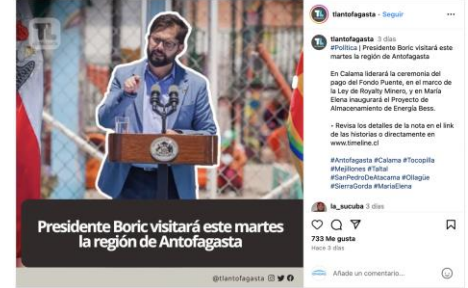 TL
Presidente Boric visitará este martes
la región de Antofagasta
@tlantofagasta
tlantofagasta · Seguir
tlantofagasta 3 días
#Política | Presidente Boric visitará este
martes la región de Antofagasta
En Calama liderará la ceremonia del
pago del Fondo Puente, en el marco de
la Ley de Royalty Minero, y en María
Elena inaugurará el Proyecto de
Almacenamiento de Energía Bess.
- Revisa los detalles de la nota en el link
de las historias o directamente en
www.timeline.cl
#Antofagasta #Calama #Tocopilla
#Mejillones #Taltal
#SanPedroDeAtacama #Ollagüe
#SierraGorda #MariaElena
la_sucuba 3 días
733 Me gusta
Hace 3 días
Añade un comentario...